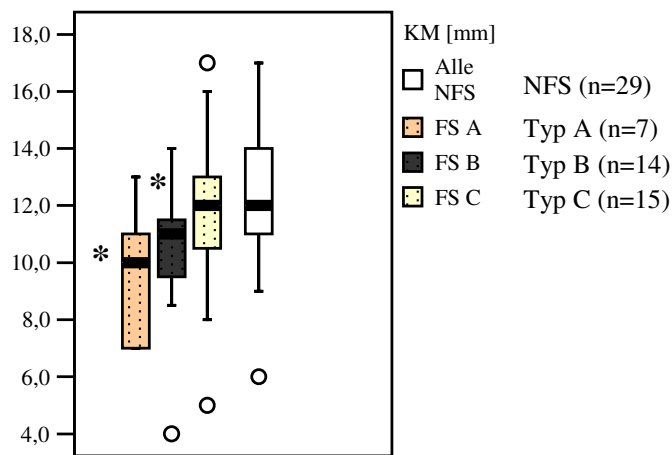 18,0
16,0
14,0
12,0
10,0
8,0
6,0
4,0
*
*
KM [mm]
Alle
NFS
NFS (n=29)
FS A Typ A (n=7)
FS B Typ B (n=14)
FS C Typ C (n=15)